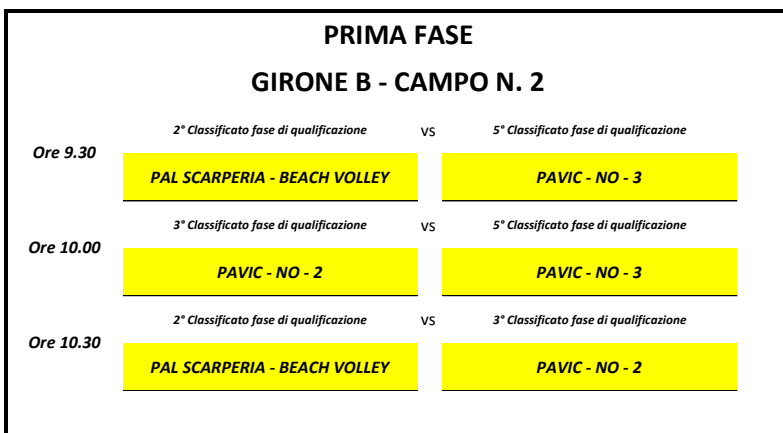 PRIMA FASE
GIRONE B - CAMPO N. 2
2° Classificato fase di qualificazione vs 5° Classificato fase di qualificazione
Ore 9.30
PAL SCARPERIA - BEACH VOLLEY PAVIC - NO - 3
3° Classificato fase di qualificazione vs 5° Classificato fase di qualificazione
Ore 10.00
PAVIC - NO - 2 PAVIC - NO - 3
2° Classificato fase di qualificazione vs 3° Classificato fase di qualificazione
Ore 10.30
PAL SCARPERIA - BEACH VOLLEY PAVIC - NO - 2